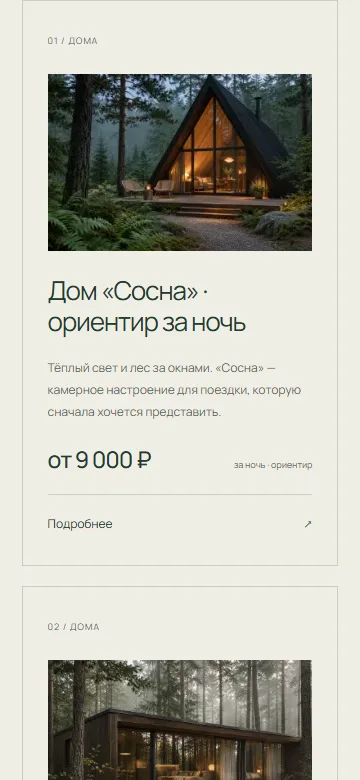 01 / ДОМА
Дом «Сосна» ·
ориентир за ночь
Тёплый свет и лес за окнами. «Сосна» —
камерное настроение для поездки, которую
сначала хочется представить.
от 9 000 ₽
за ночь · ориентир
Подробнее ↗
02 / ДОМА